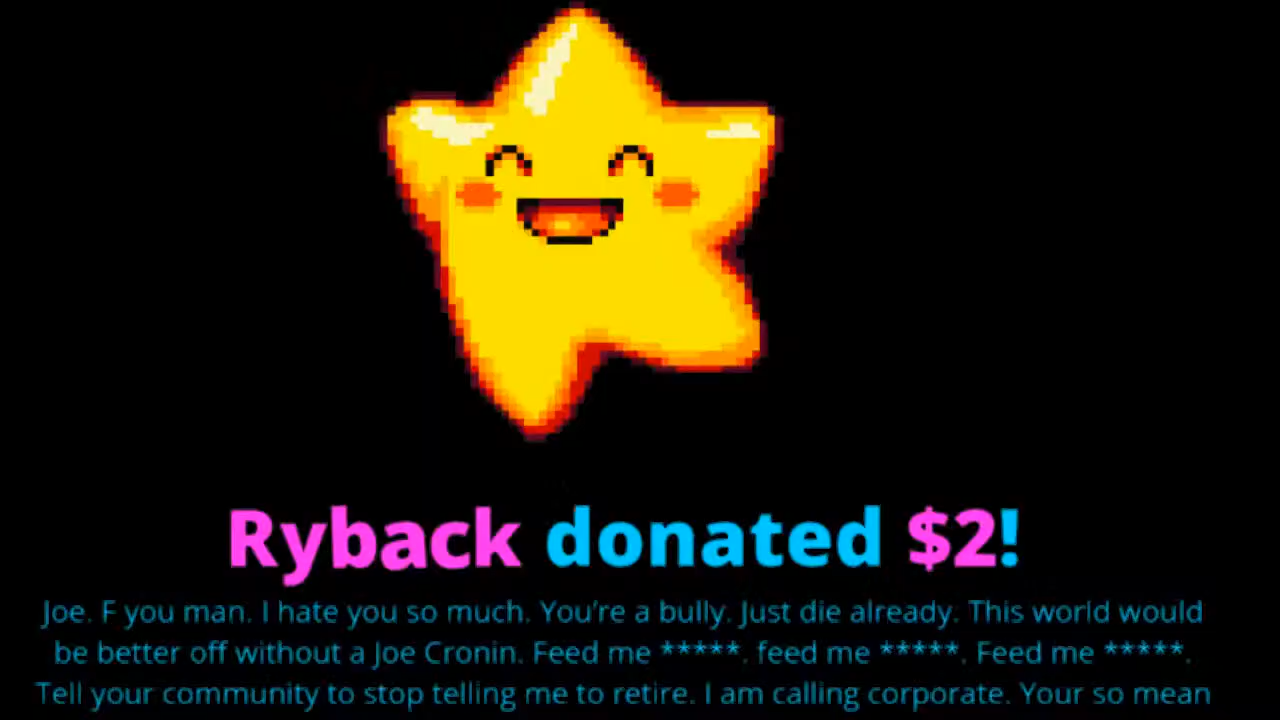 Ryback donated $2!
Joe. F you man. I hate you so much. You're a bully. Just die already. This world would
be better off without a Joe Cronin. Feed me *****. feed me *****. Feed me *****.
Tell your community to stop telling me to retire. I am calling corporate. Your so mean